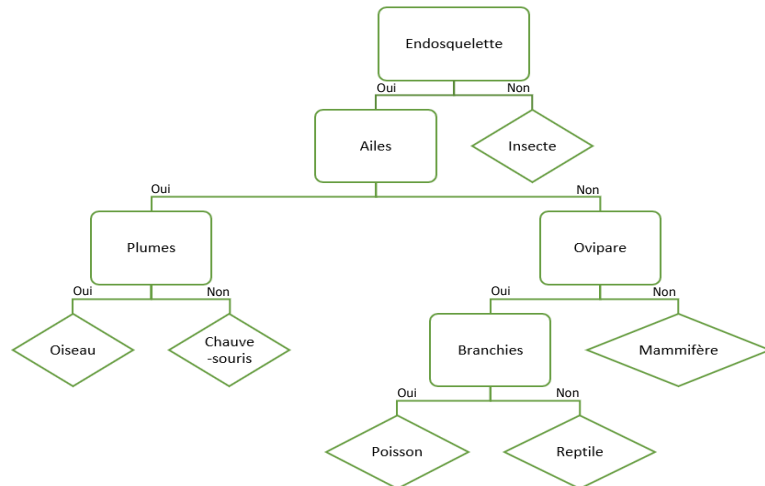 Endosquelette
Oui
Non
Ailes
Insecte
Oui
Non
Plumes
Ovipare
Oui
Non
Oui
Non
Oiseau
Chauve
-souris
Branchies
Mammifère
Oui
Non
Poisson
Reptile